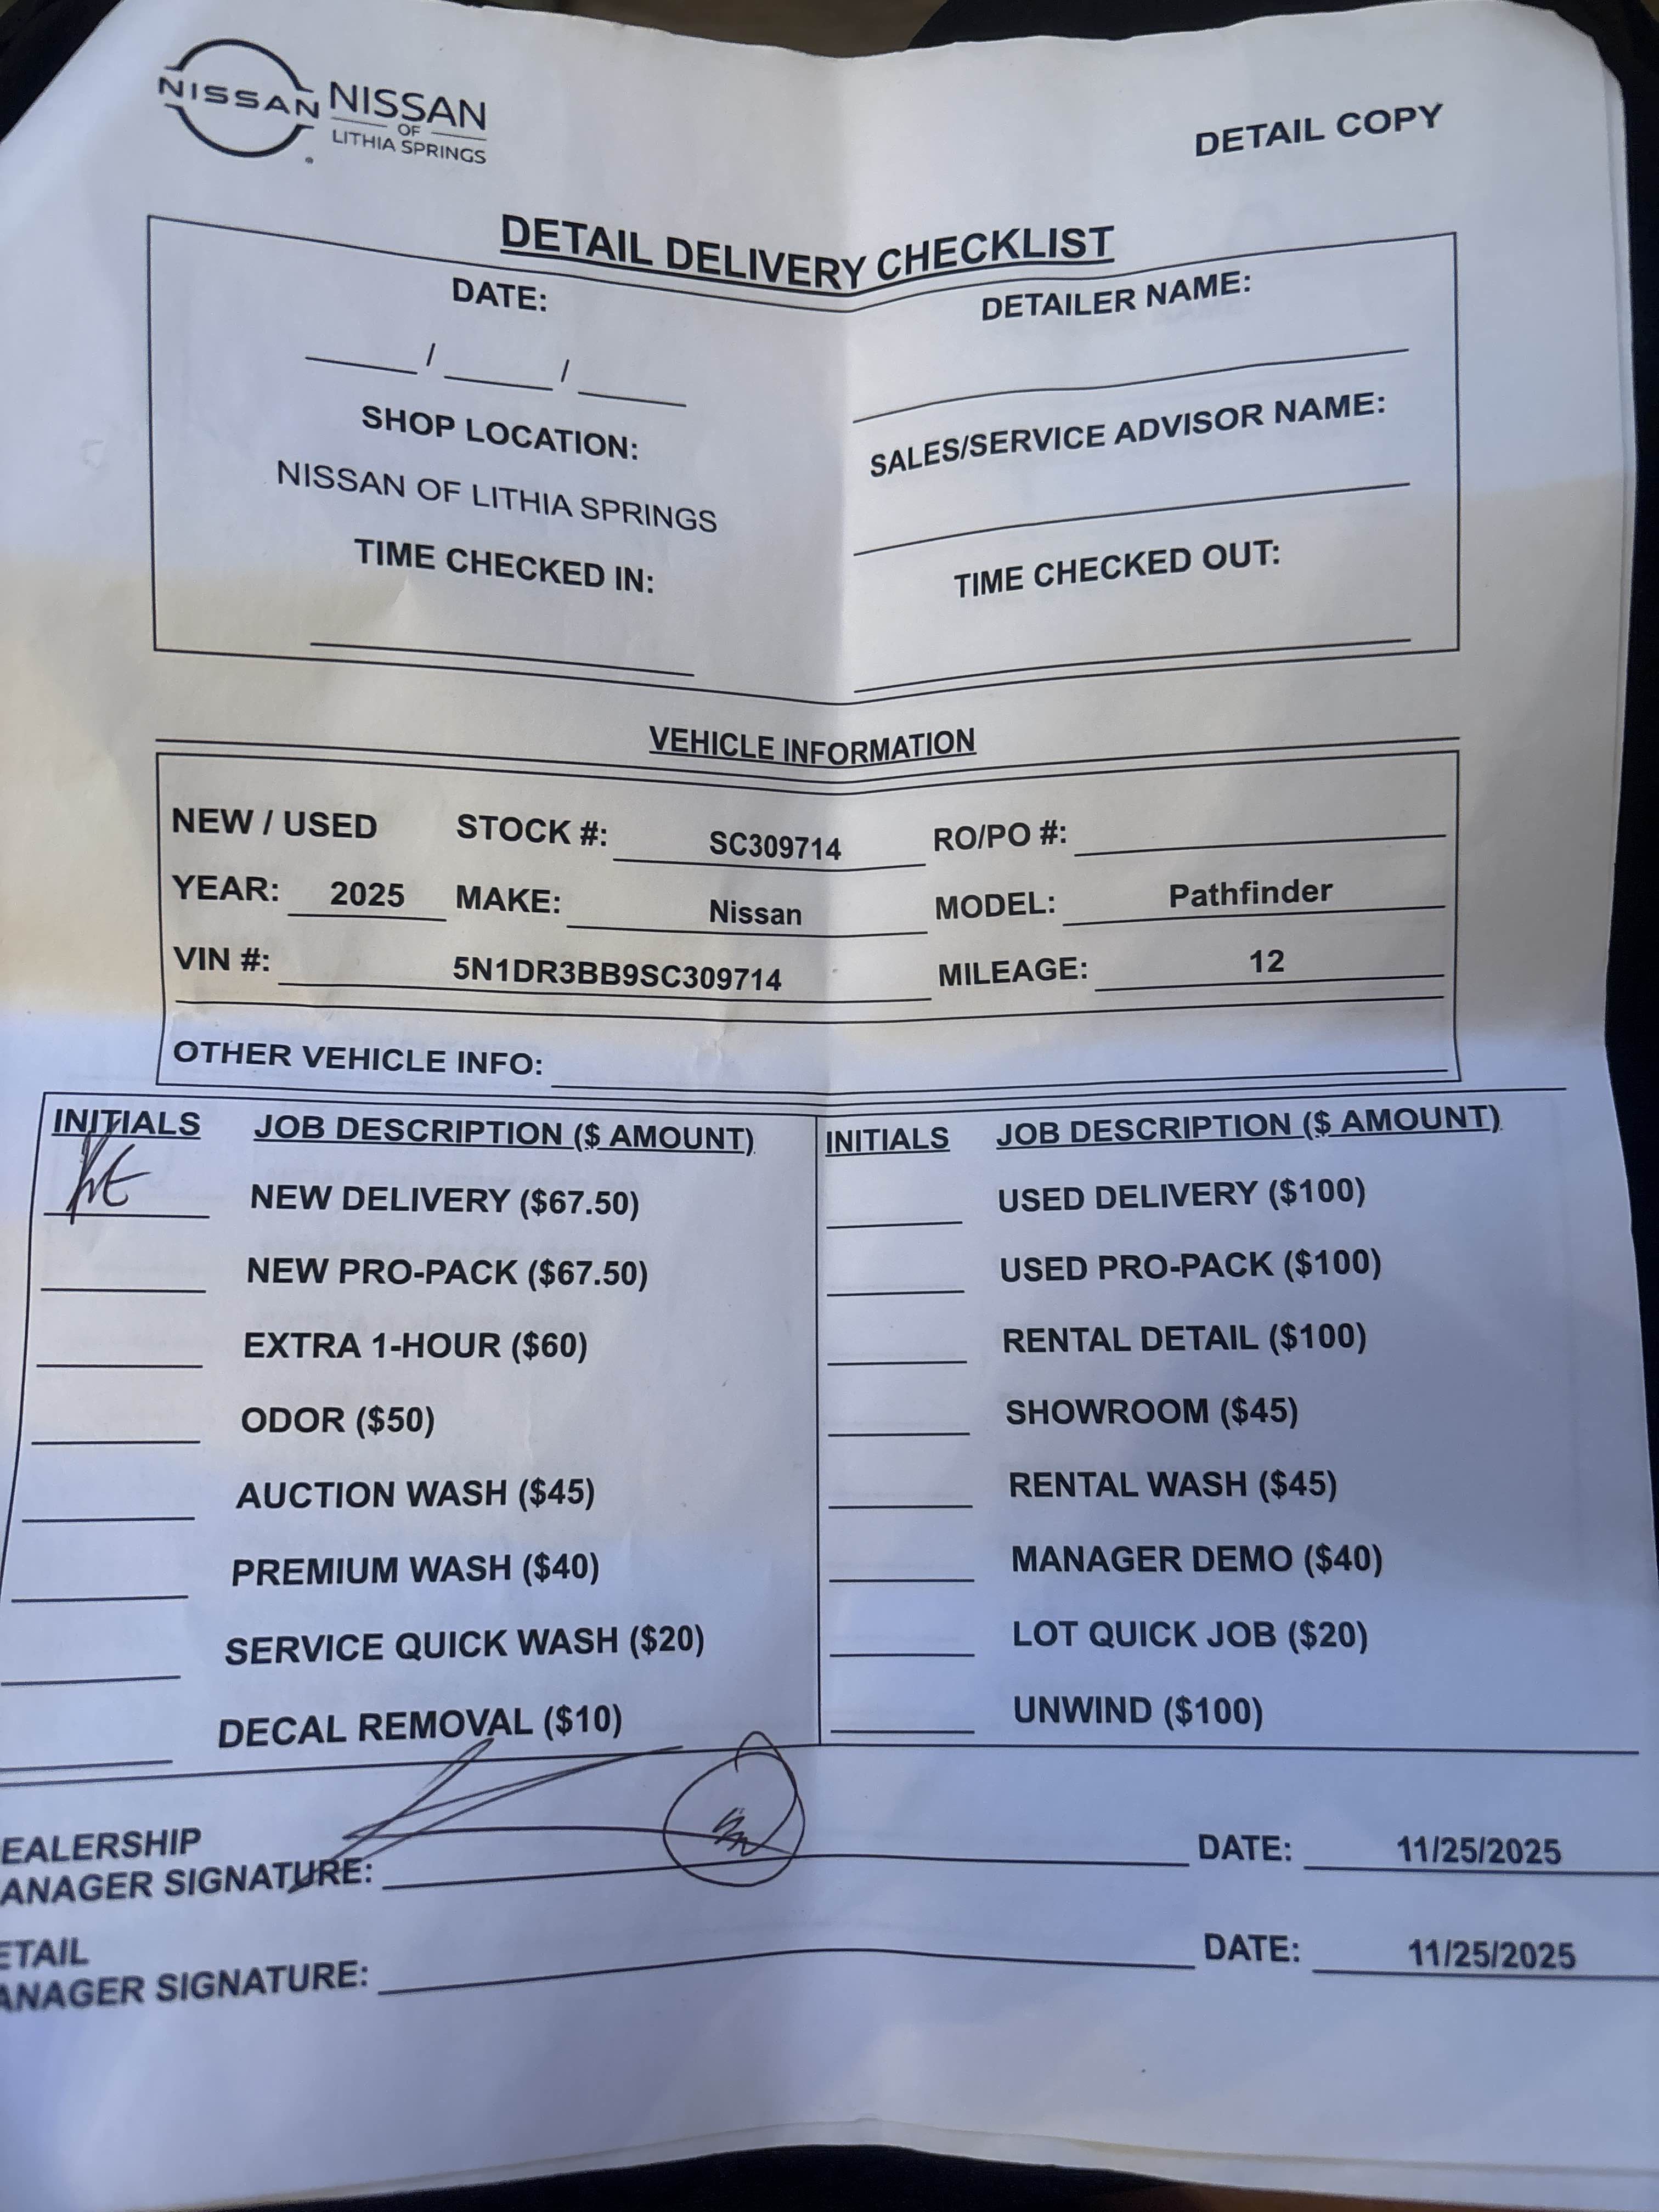 NISSAN NISSAN
OF
LITHIA SPRINGS
DETAIL COPY
DETAIL DELIVERY CHECKLIST
DATE:
____ / ____ / ____
SHOP LOCATION:
NISSAN OF LITHIA SPRINGS
TIME CHECKED IN:
DETAILER NAME:
SALES/SERVICE ADVISOR NAME:
TIME CHECKED OUT:
VEHICLE INFORMATION
NEW / USED STOCK #: SC309714 RO/PO #:
YEAR: 2025 MAKE: Nissan MODEL: Pathfinder
VIN #: 5N1DR3BB9SC309714 MILEAGE: 12
OTHER VEHICLE INFO:
INITIALS JOB DESCRIPTION ($ AMOUNT)
NEW DELIVERY ($67.50)
NEW PRO-PACK ($67.50)
EXTRA 1-HOUR ($60)
ODOR ($50)
AUCTION WASH ($45)
PREMIUM WASH ($40)
SERVICE QUICK WASH ($20)
DECAL REMOVAL ($10)
INITIALS JOB DESCRIPTION ($ AMOUNT)
USED DELIVERY ($100)
USED PRO-PACK ($100)
RENTAL DETAIL ($100)
SHOWROOM ($45)
RENTAL WASH ($45)
MANAGER DEMO ($40)
LOT QUICK JOB ($20)
UNWIND ($100)
EALERSHIP
ANAGER SIGNATURE: DATE: 11/25/2025
ETAIL
ANAGER SIGNATURE: DATE: 11/25/2025